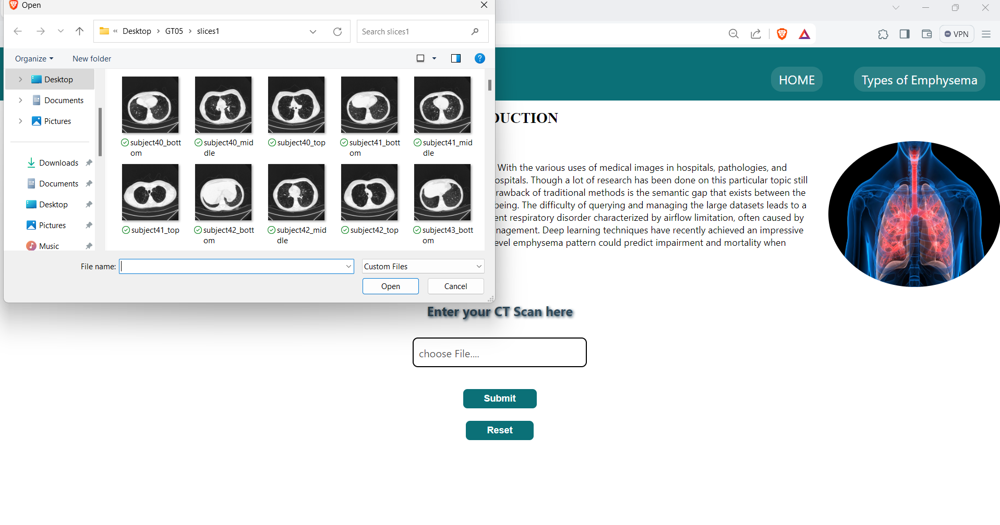 Open
« Desktop > GT05 > slices1
Search slices1
Organize
New folder
Desktop
Documents
Pictures
Downloads
Documents
Desktop
Pictures
Music
subject40_bott
om
subject40_mid
dle
subject40_top
subject41_bott
om
subject41_mid
dle
subject41_top
subject42_bott
om
subject42_mid
dle
subject42_top
subject43_bott
om
File name:
Custom Files
Open
Cancel
VPN
HOME
Types of Emphysema
DUCTION
With the various uses of medical images in hospitals, pathologies, and
ospitals. Though a lot of research has been done on this particular topic still
rawback of traditional methods is the semantic gap that exists between the
being. The difficulty of querying and managing the large datasets leads to a
ent respiratory disorder characterized by airflow limitation, often caused by
nagement. Deep learning techniques have recently achieved an impressive
evel emphysema pattern could predict impairment and mortality when
Enter your CT Scan here
choose File....
Submit
Reset